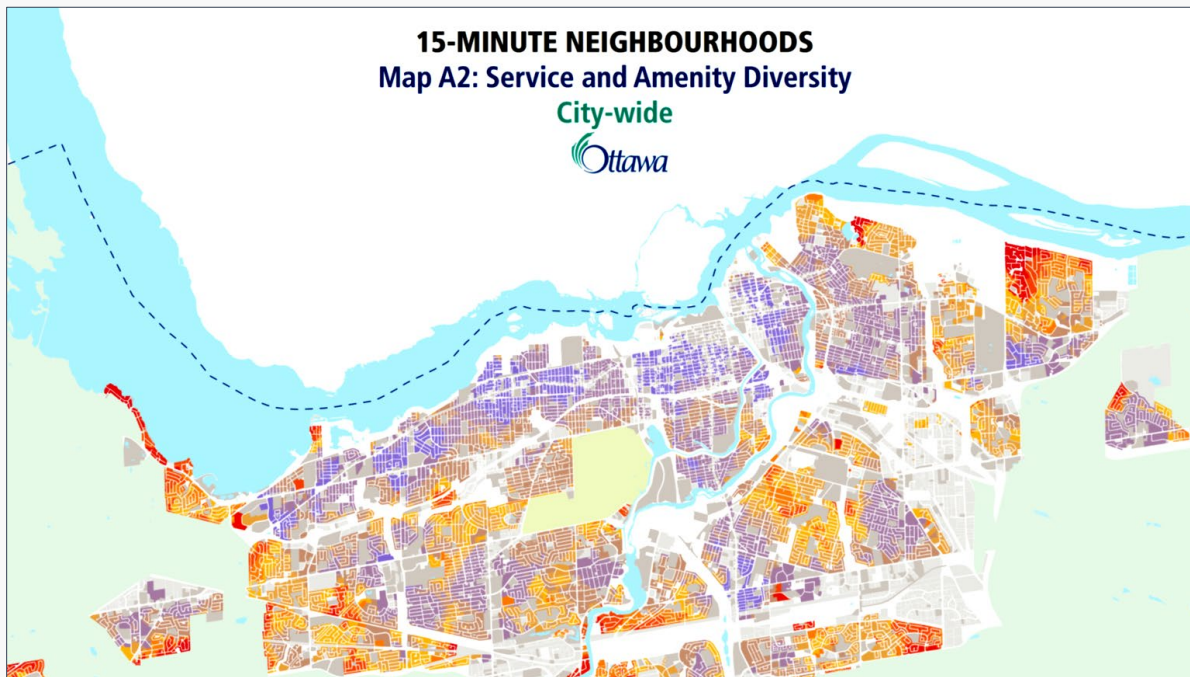 15-MINUTE NEIGHBOURHOODS
Map A2: Service and Amenity Diversity
City-wide
Ottawa